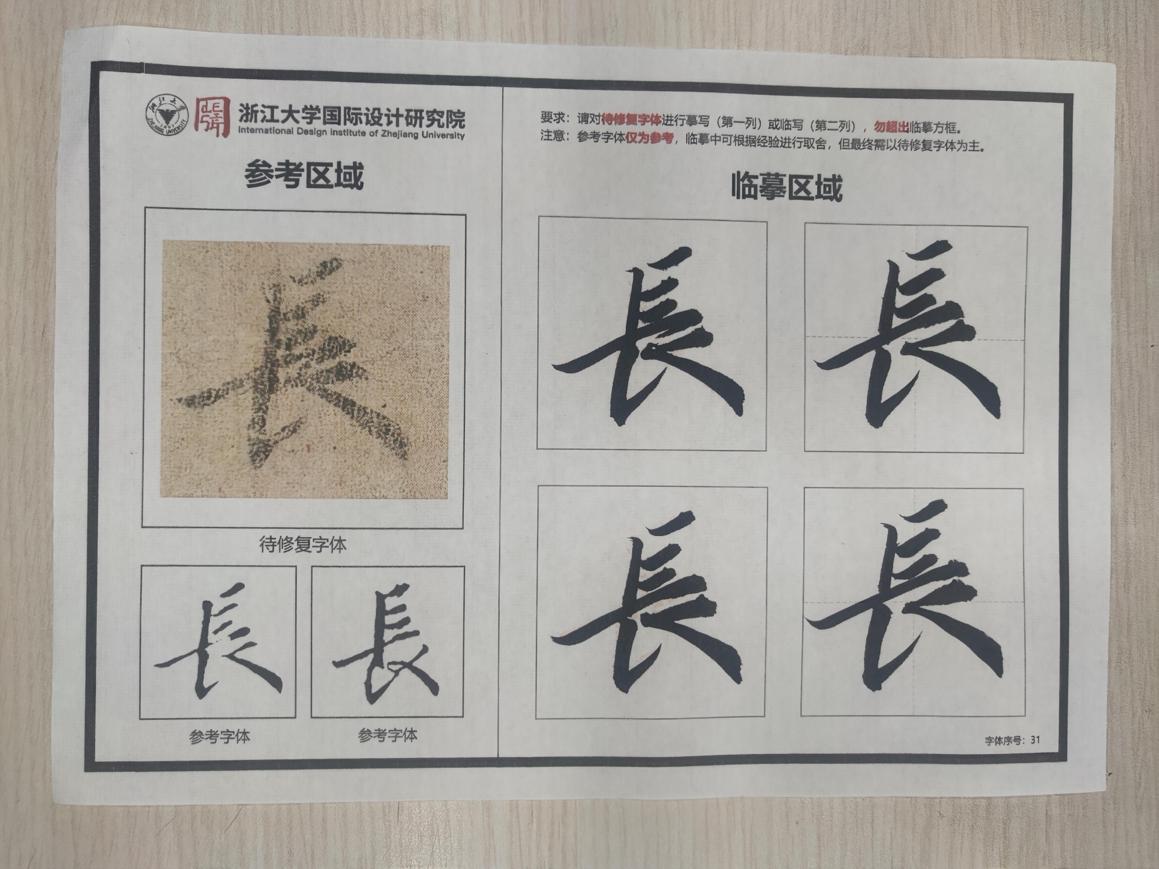 浙江大学国际设计研究院
International Design Institute of Zhejiang University
参考区域
長
待修复字体
長
長
参考字体
参考字体
要求：请对待修复字体进行摹写（第一列）或临写（第二列），勿超出临摹方框。
注意：参考字体仅为参考，临摹中可根据经验进行取舍，但最终需以待修复字体为主。
临摹区域
長
長
長
長
字体序号：31